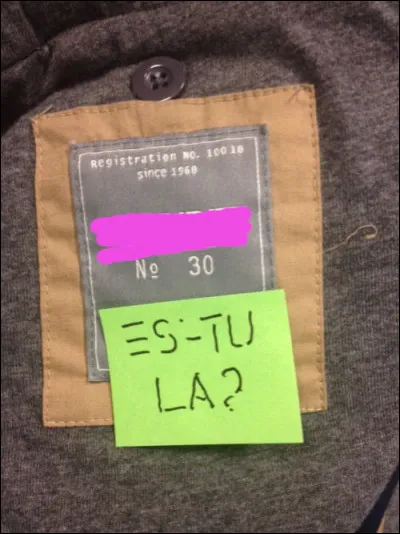 Registration NO. 10010
since 1960
№ 30
ES-TU
LA?